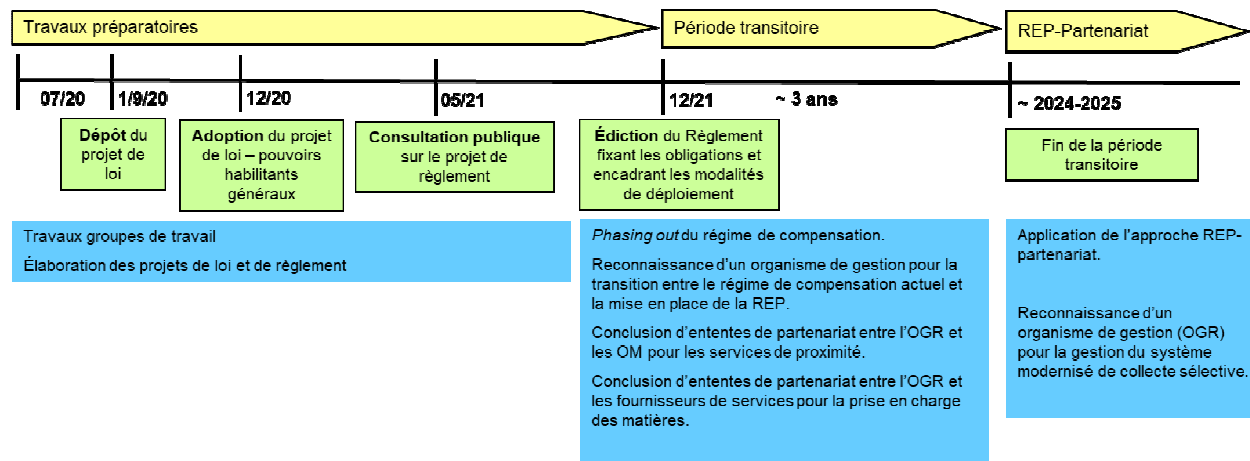 Travaux préparatoires
Période transitoire
REP-Partenariat
07/20
1/9/20
12/20
05/21
12/21
~ 3 ans
~ 2024-2025
Dépôt du
projet de
loi
Adoption du projet
de loi – pouvoirs
habilitants
généraux
Consultation publique
sur le projet de
règlement
Édiction du Règlement
fixant les obligations et
encadrant les modalités
de déploiement
Fin de la période
transitoire
Travaux groupes de travail
Élaboration des projets de loi et de règlement
Phasing out du régime de compensation.
Reconnaissance d’un organisme de gestion pour la
transition entre le régime de compensation actuel et
la mise en place de la REP.
Conclusion d’ententes de partenariat entre l’OGR et
les OM pour les services de proximité.
Conclusion d’ententes de partenariat entre l’OGR et
les fournisseurs de services pour la prise en charge
des matières.
Application de l’approche REP-
partenariat.
Reconnaissance d’un
organisme de gestion (OGR)
pour la gestion du système
modernisé de collecte sélective.